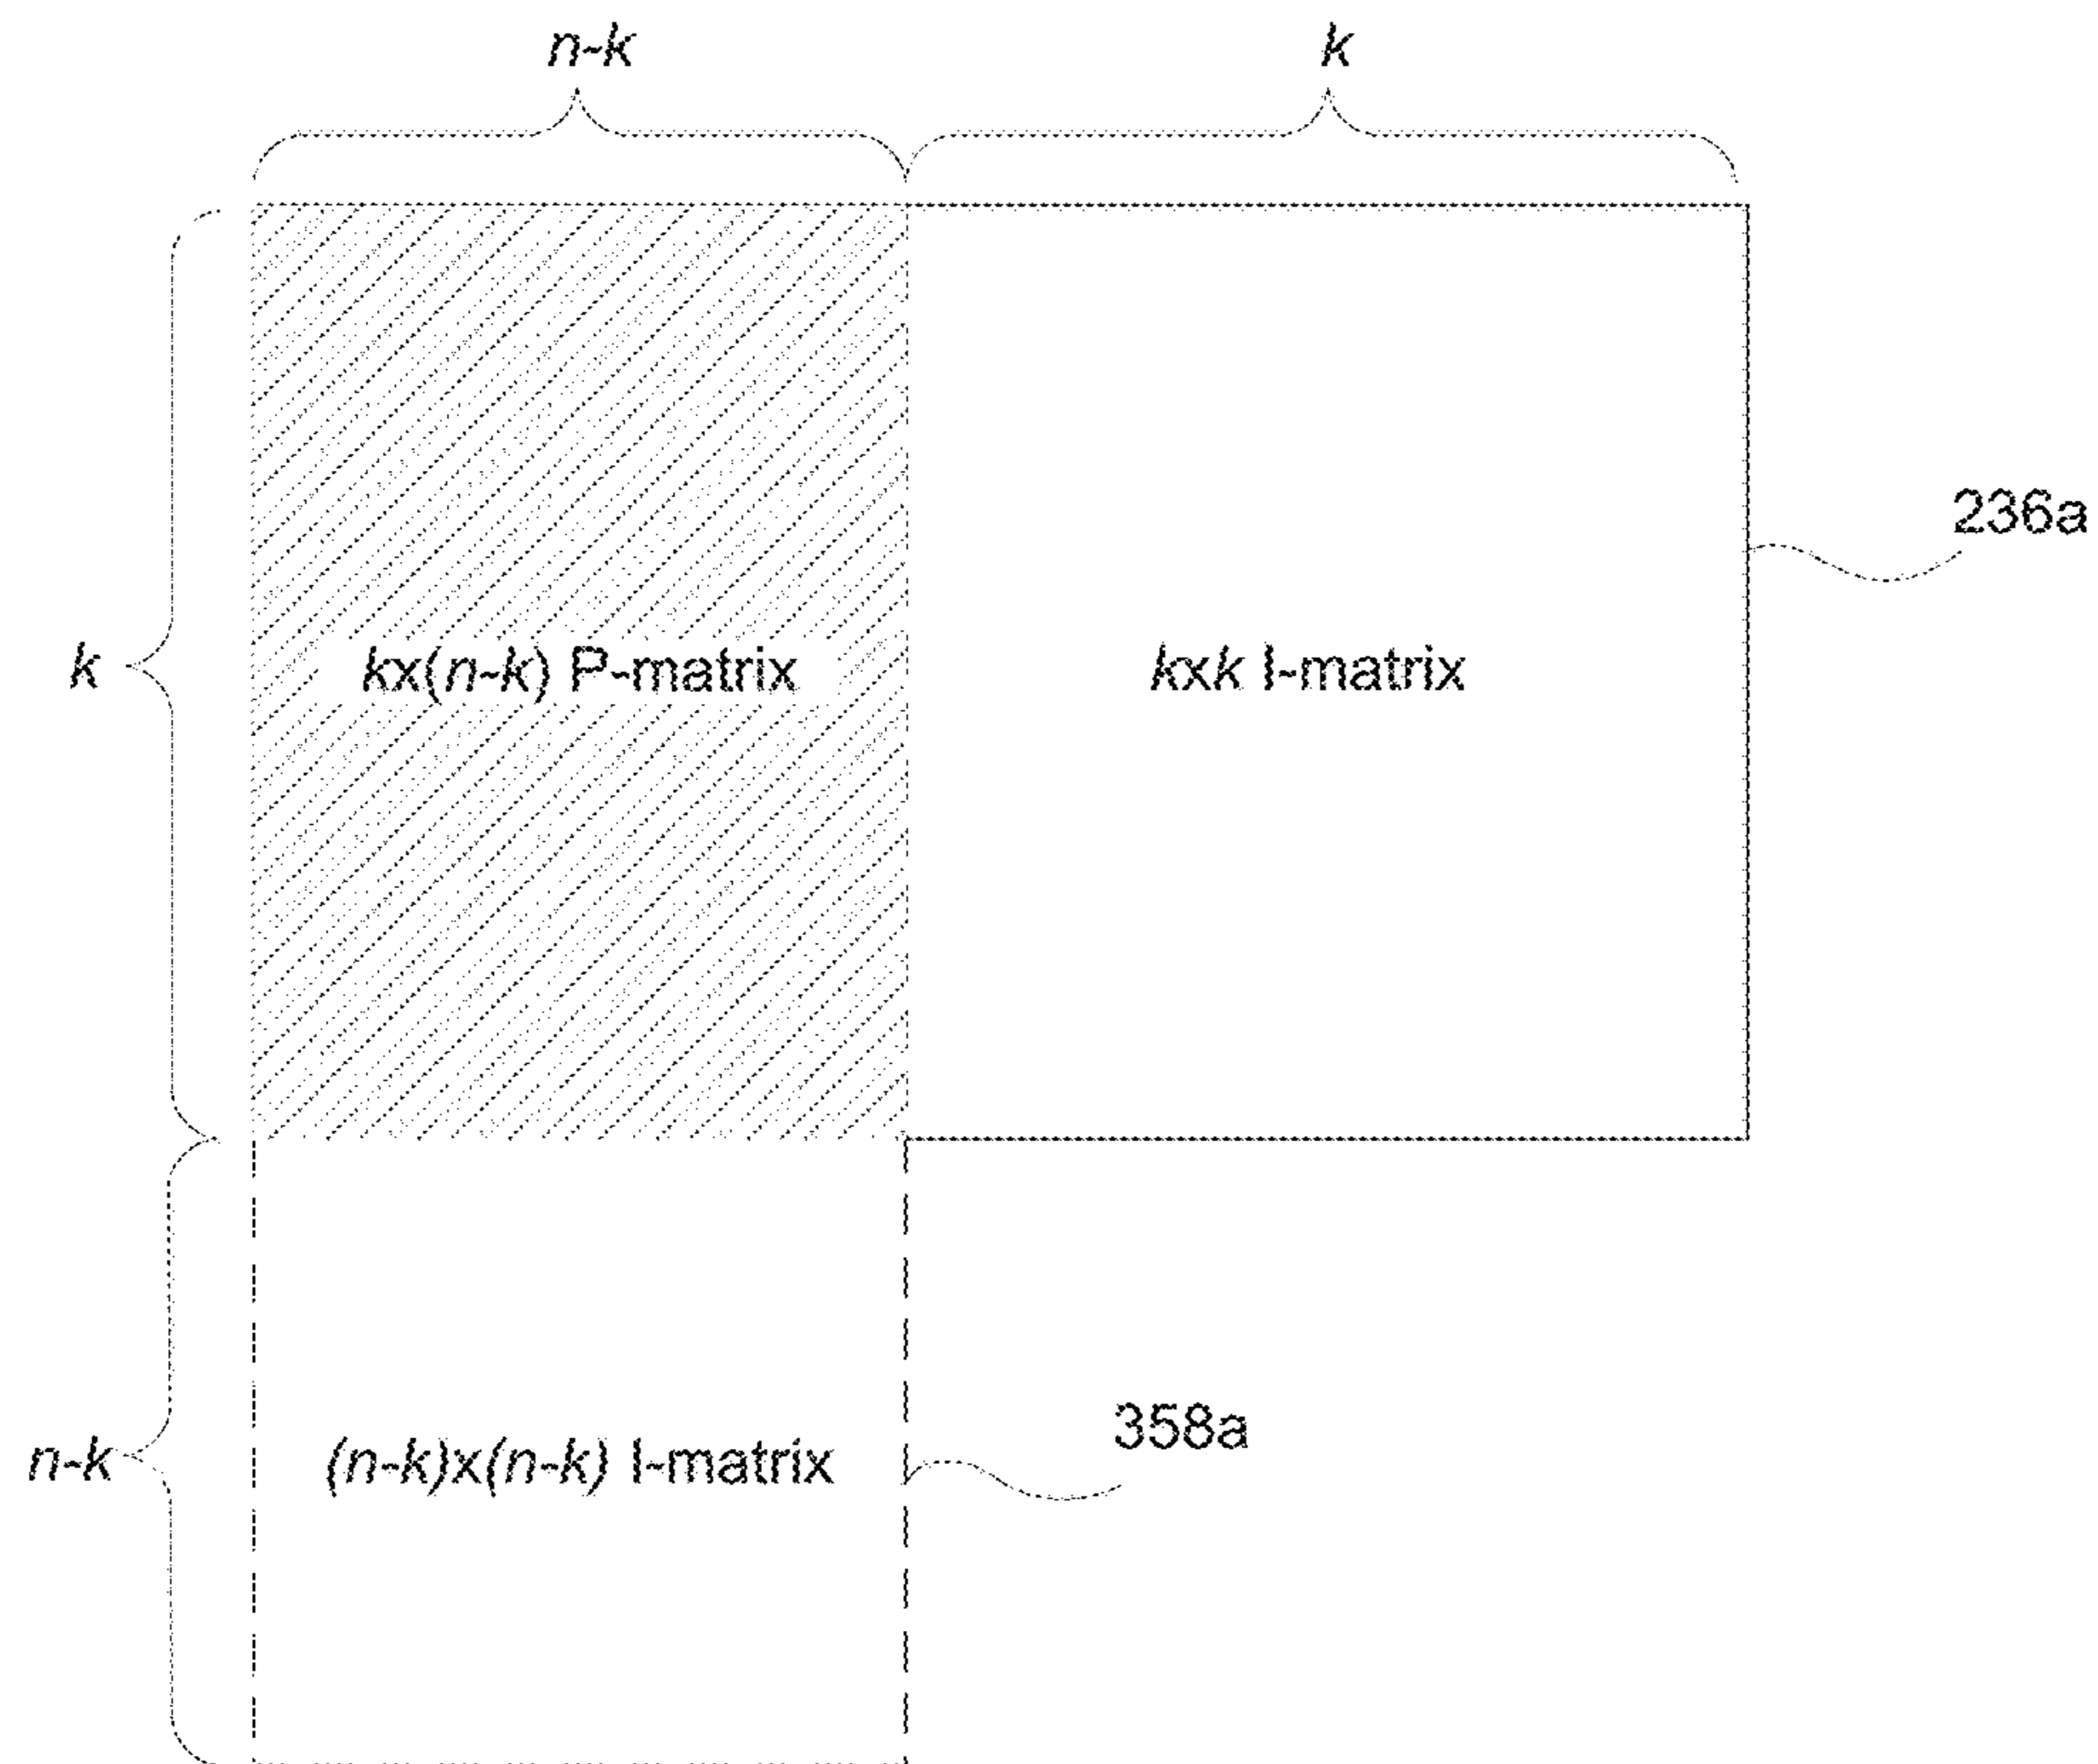 n-k
k
236a
k
kx(n-k) P-matrix
kxk I-matrix
358a
n-k
(n-k)x(n-k) I-matrix